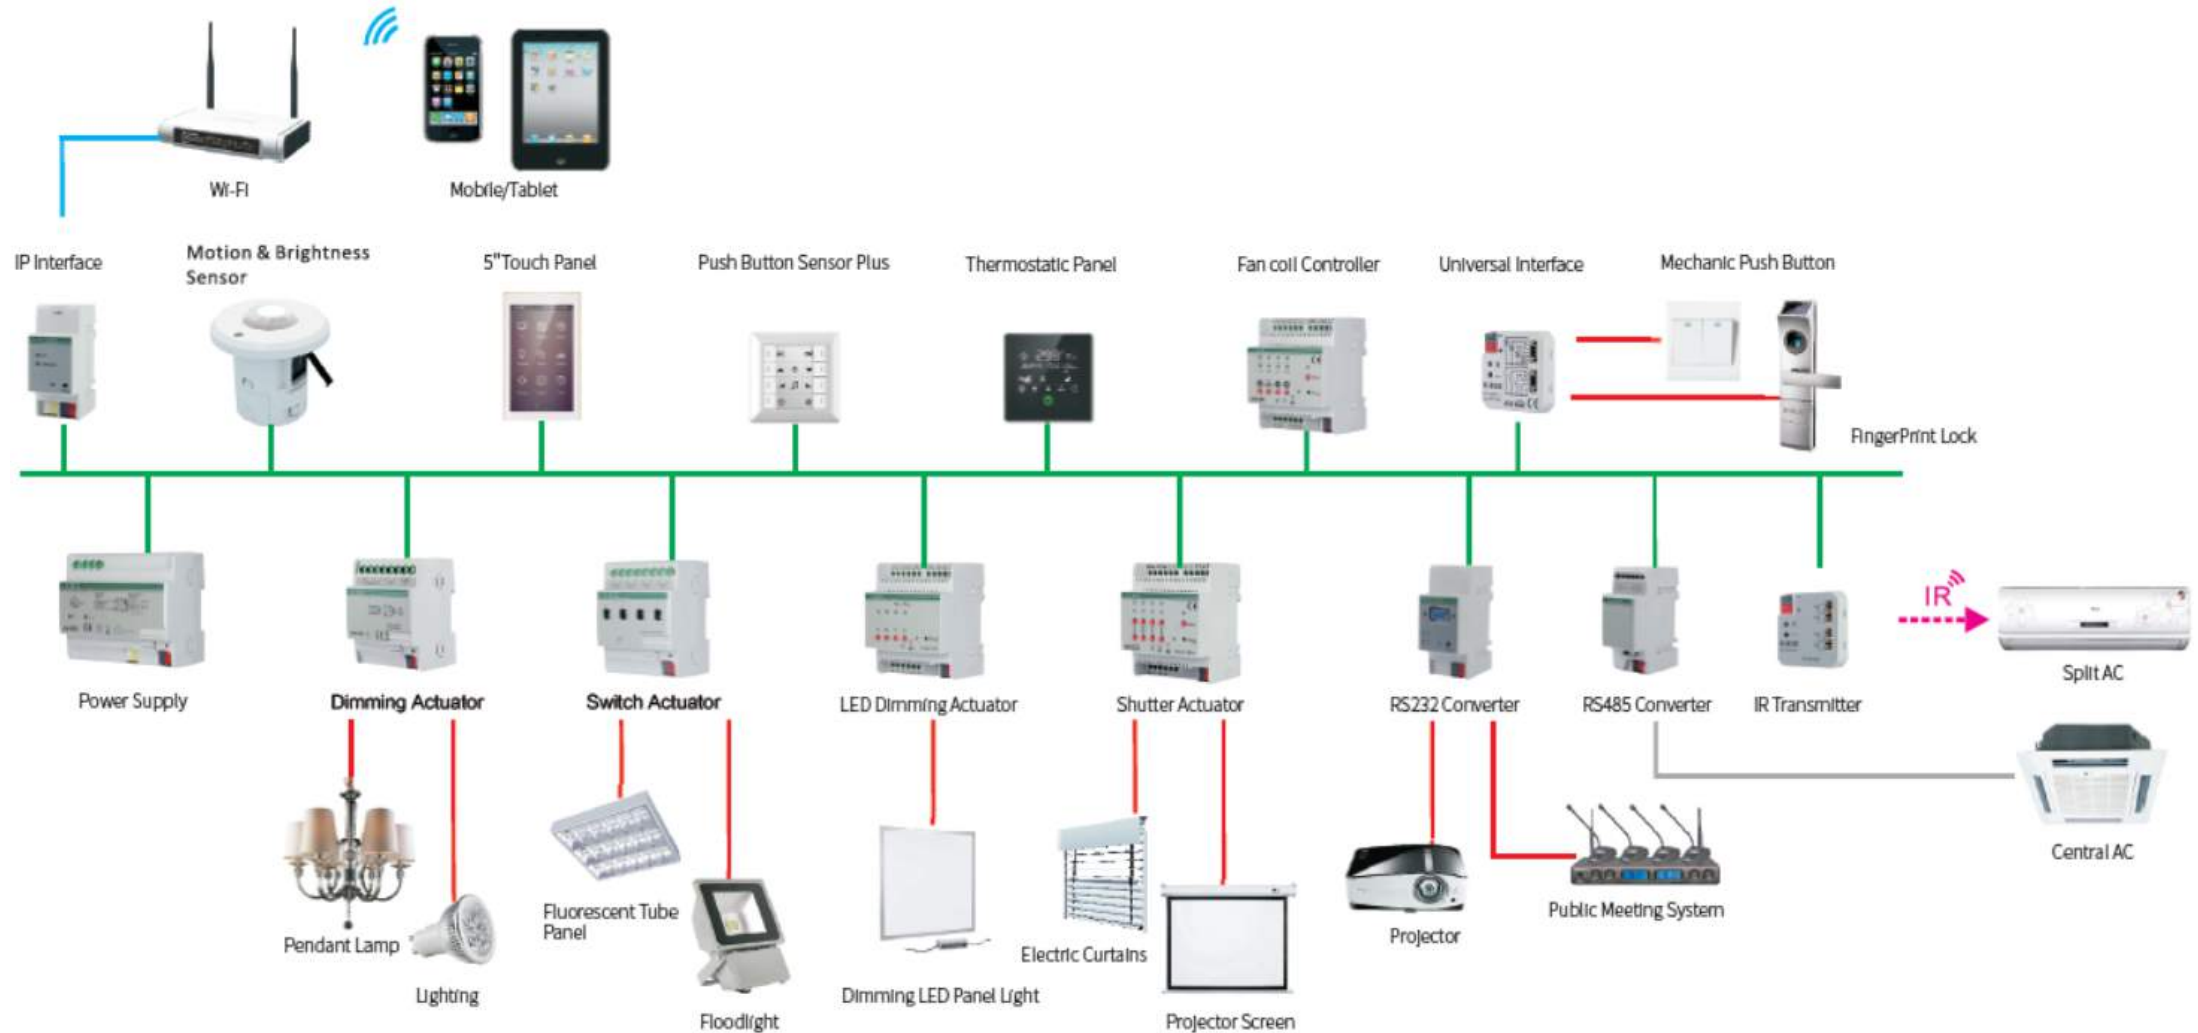 Wi-Fi
Mobile/Tablet
IP Interface
Motion & Brightness
Sensor
5"Touch Panel
Push Button Sensor Plus
Thermostatic Panel
Fan coil Controller
Universal Interface
Mechanic Push Button
FingerPrint Lock
IR
Split AC
Power Supply
Dimming Actuator
Switch Actuator
LED Dimming Actuator
Shutter Actuator
RS232 Converter
RS485 Converter
IR Transmitter
Central AC
Fluorescent Tube
Panel
Public Meeting System
Projector
Pendant Lamp
Electric Curtains
Lighting
Dimming LED Panel Light
Floodlight
Projector Screen